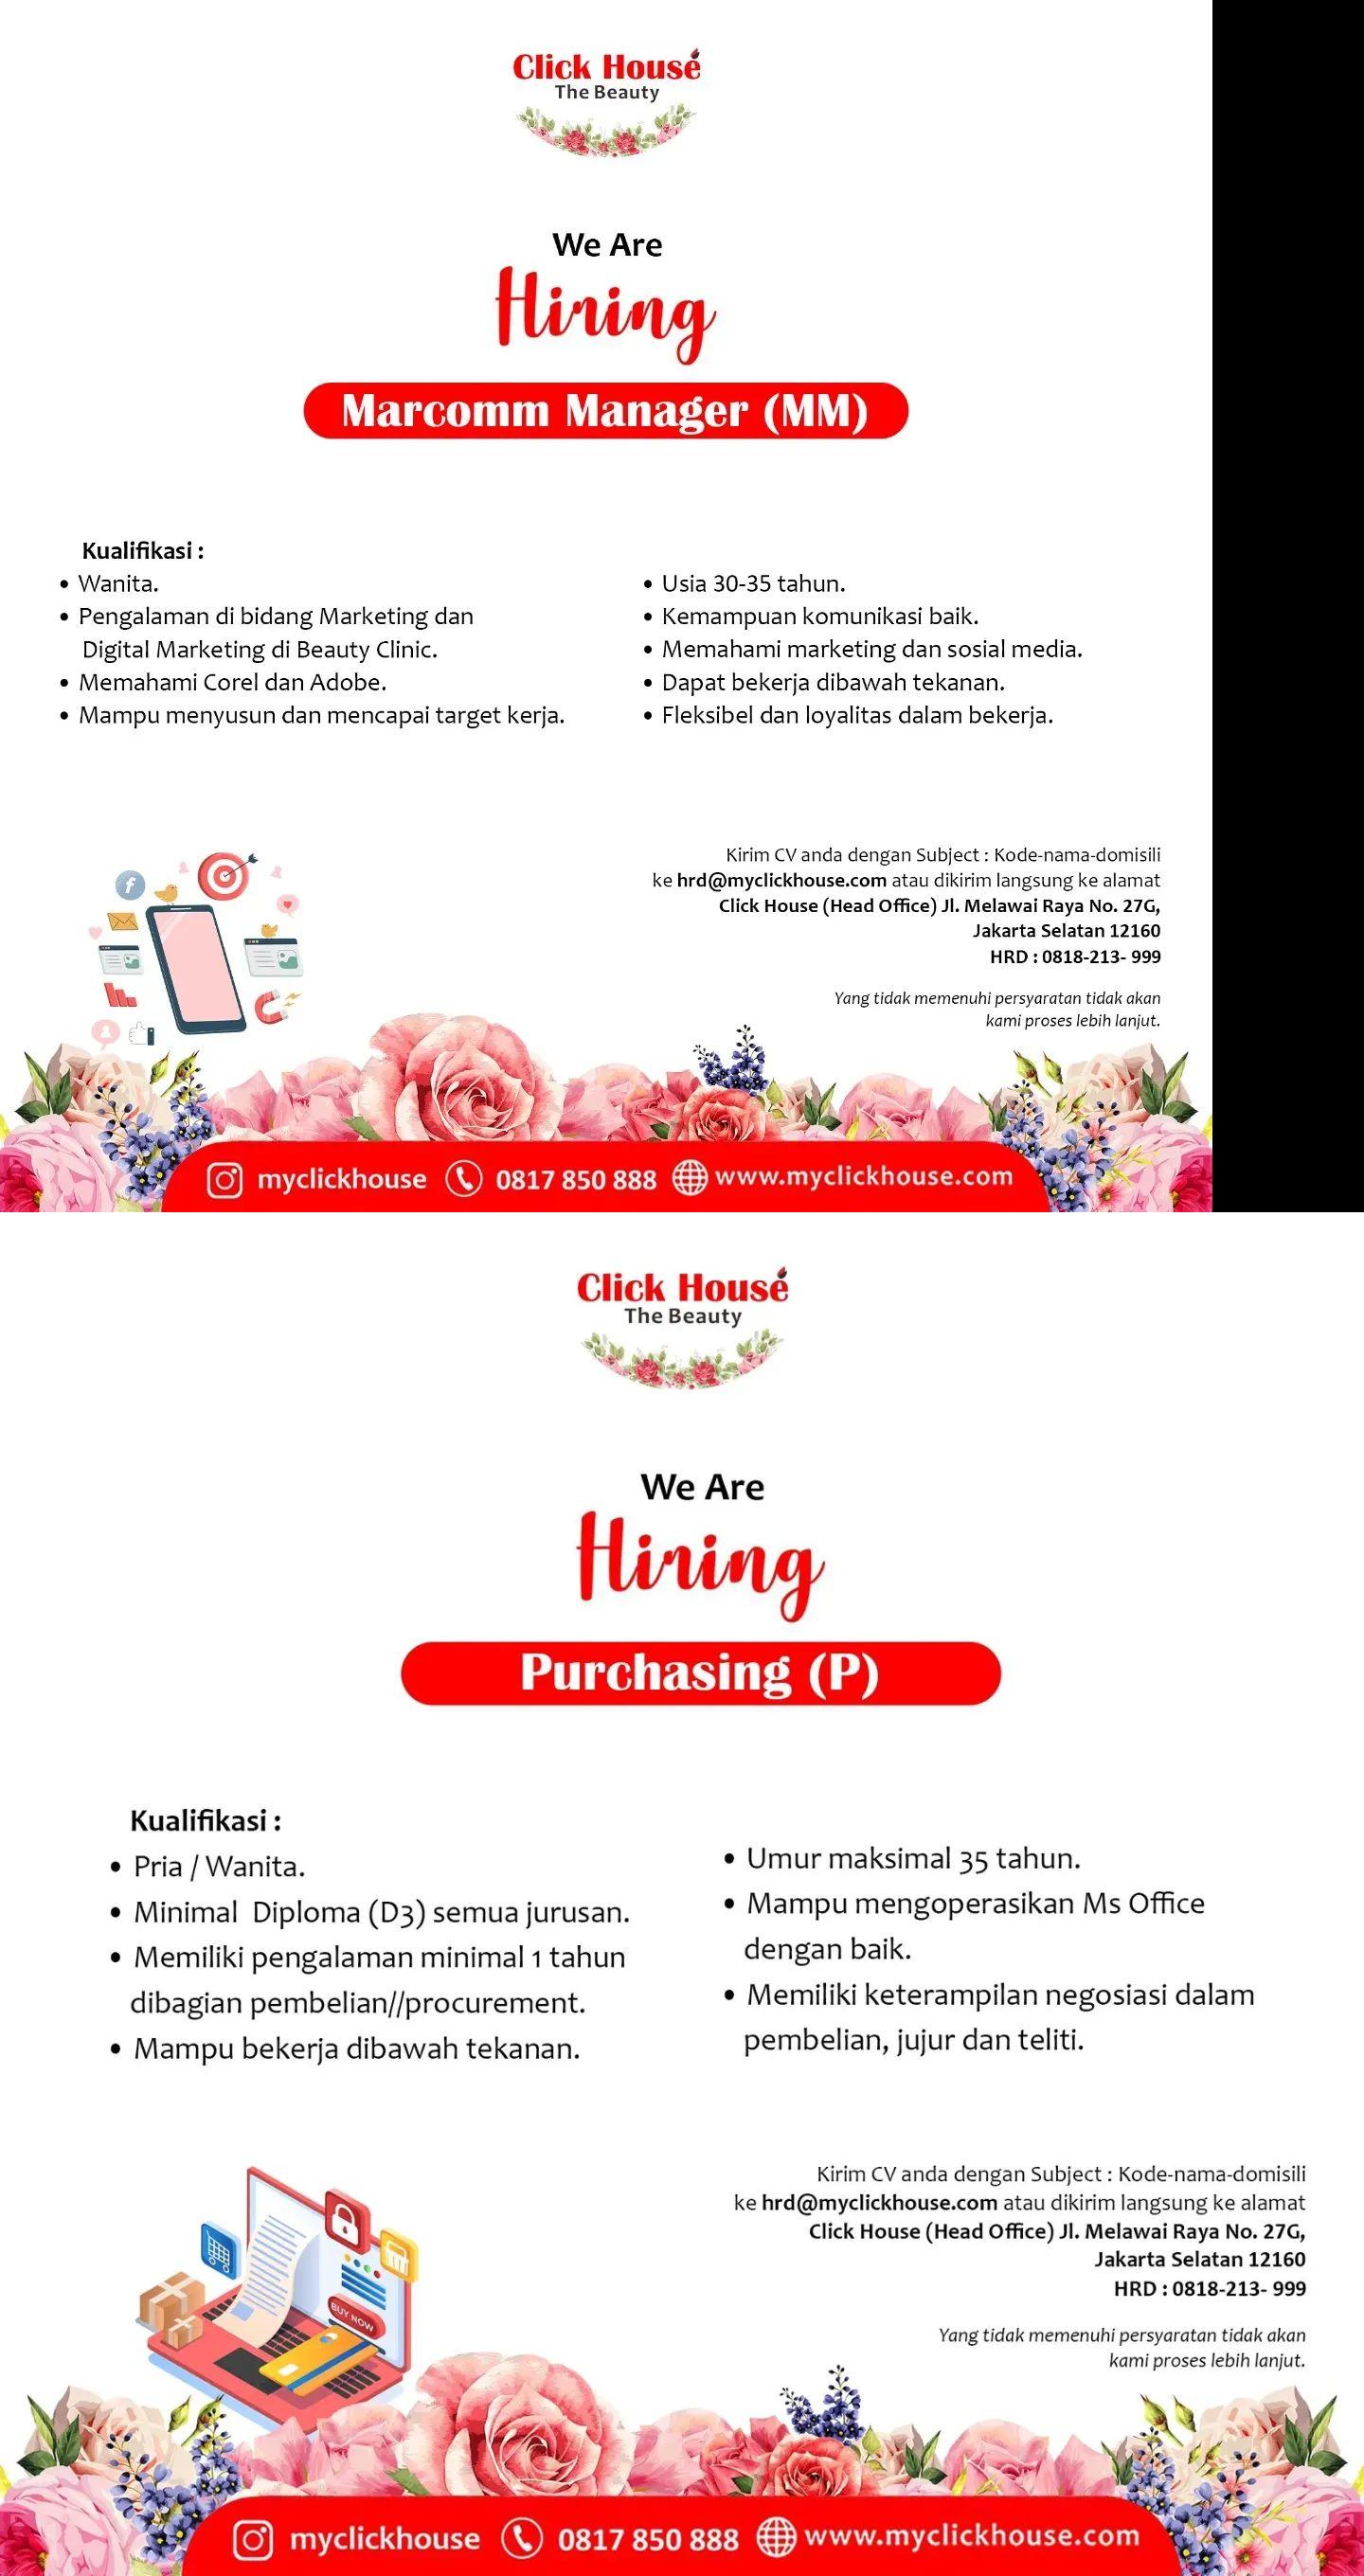 Click House
The Beauty
We Are
Hiring
Marcomm Manager (MM)
Kualifikasi :
• Wanita.
• Pengalaman di bidang Marketing dan
Digital Marketing di Beauty Clinic.
• Memahami Corel dan Adobe.
• Mampu menyusun dan mencapai target kerja.
• Usia 30-35 tahun.
• Kemampuan komunikasi baik.
• Memahami marketing dan sosial media.
• Dapat bekerja dibawah tekanan.
• Fleksibel dan loyalitas dalam bekerja.
Kirim CV anda dengan Subject : Kode-nama-domisili
ke hrd@myclickhouse.com atau dikirim langsung ke alamat
Click House (Head Office) Jl. Melawai Raya No. 27G,
Jakarta Selatan 12160
HRD : 0818-213- 999
Yang tidak memenuhi persyaratan tidak akan
kami proses lebih lanjut.
myclickhouse 0817 850 888 www.myclickhouse.com
Click House
The Beauty
We Are
Hiring
Purchasing (P)
Kualifikasi :
• Pria / Wanita.
• Minimal  Diploma (D3) semua jurusan.
• Memiliki pengalaman minimal 1 tahun
dibagian pembelian//procurement.
• Mampu bekerja dibawah tekanan.
• Umur maksimal 35 tahun.
• Mampu mengoperasikan Ms Office
dengan baik.
• Memiliki keterampilan negosiasi dalam
pembelian, jujur dan teliti.
BUY NOW
Kirim CV anda dengan Subject : Kode-nama-domisili
ke hrd@myclickhouse.com atau dikirim langsung ke alamat
Click House (Head Office) Jl. Melawai Raya No. 27G,
Jakarta Selatan 12160
HRD : 0818-213- 999
Yang tidak memenuhi persyaratan tidak akan
kami proses lebih lanjut.
myclickhouse 0817 850 888 www.myclickhouse.com